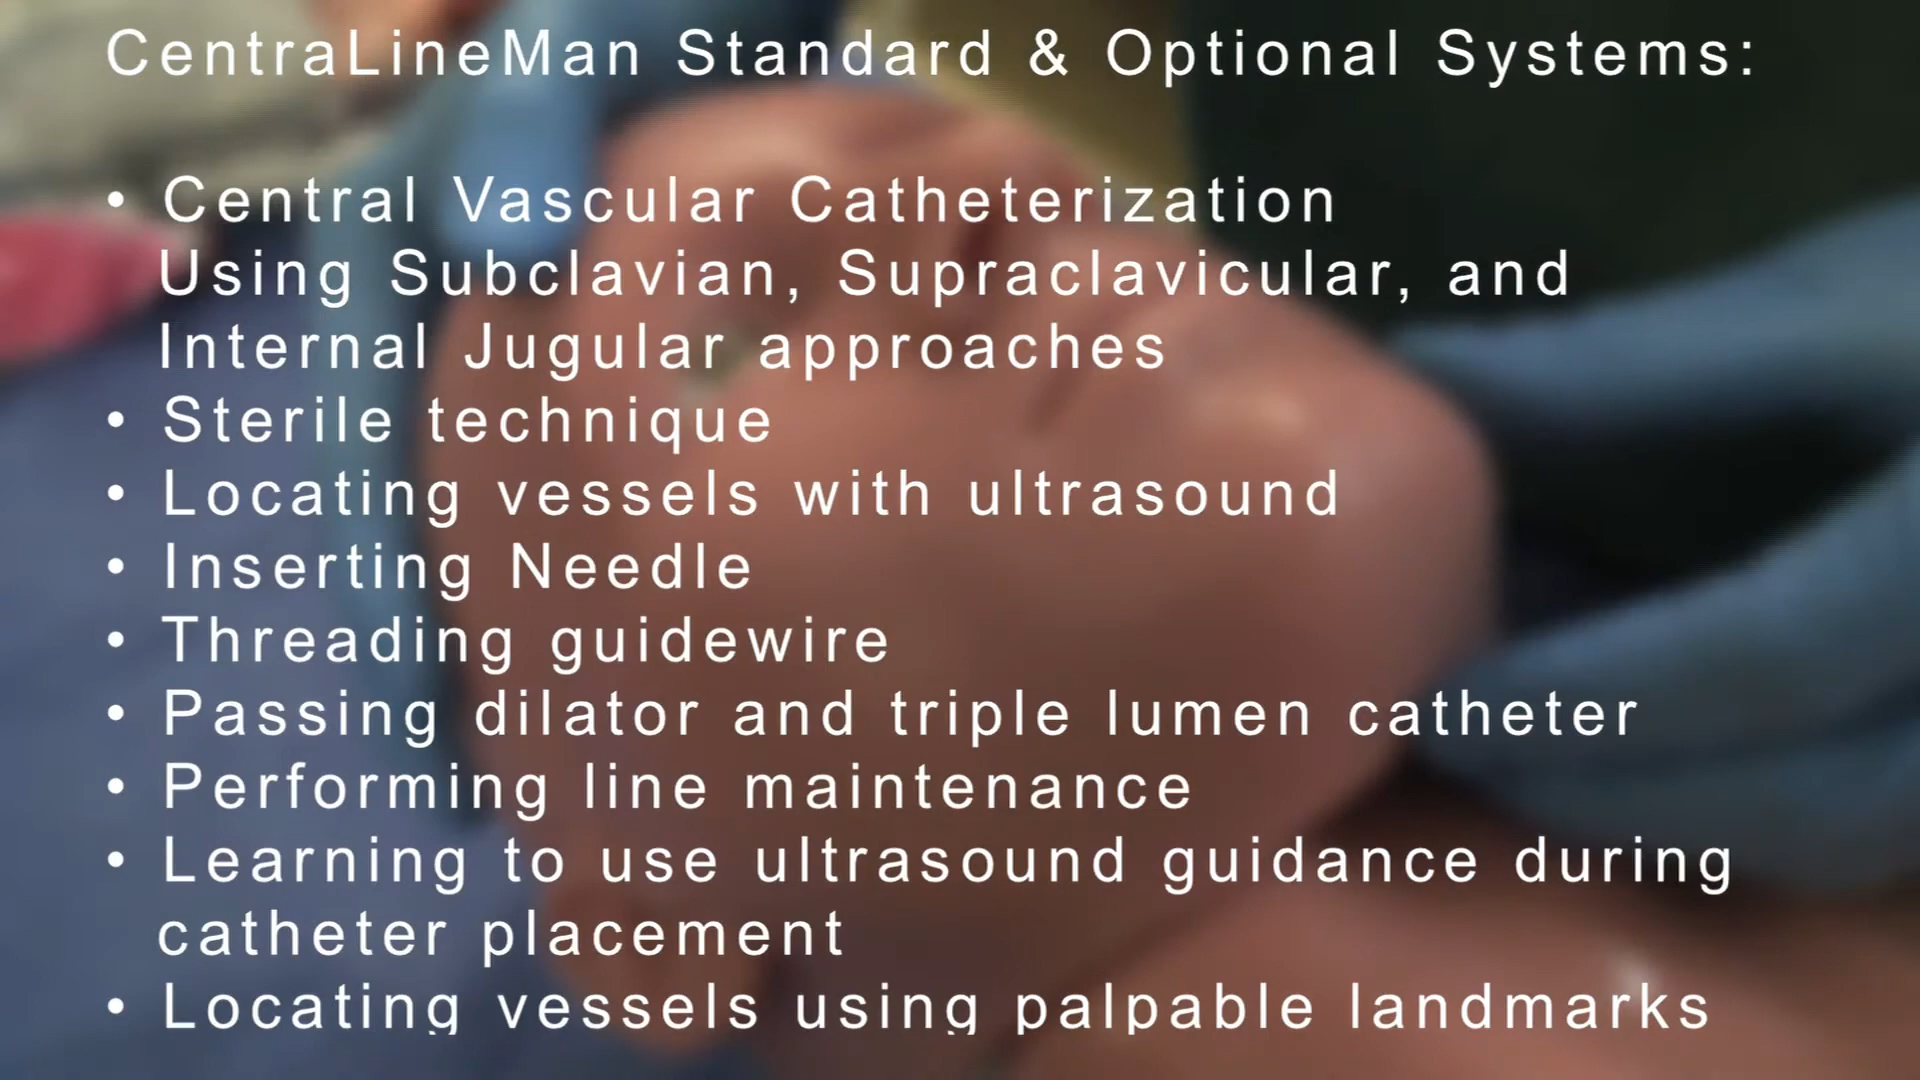 CentraLineMan Standard & Optional Systems:
• Central Vascular Catheterization
Using Subclavian, Supraclavicular, and
Internal Jugular approaches
• Sterile technique
• Locating vessels with ultrasound
• Inserting Needle
• Threading guidewire
• Passing dilator and triple lumen catheter
• Performing line maintenance
• Learning to use ultrasound guidance during
catheter placement
• Locating vessels using palpable landmarks